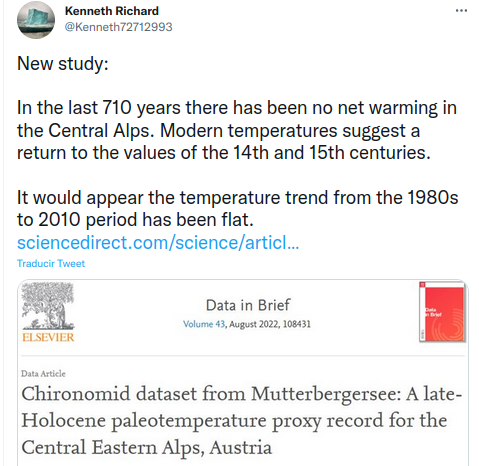 Kenneth Richard
@Kenneth72712993
New study:
In the last 710 years there has been no net warming in
the Central Alps. Modern temperatures suggest a
return to the values of the 14th and 15th centuries.
It would appear the temperature trend from the 1980s
to 2010 period has been flat.
sciencedirect.com/science/articl...
Traducir Tweet
Data in Brief
Volume 43, August 2022, 108431
ELSEVIER
Data
in Brief
Data Article
Chironomid dataset from Mutterbergersee: A late-
Holocene paleotemperature proxy record for the
Central Eastern Alps, Austria